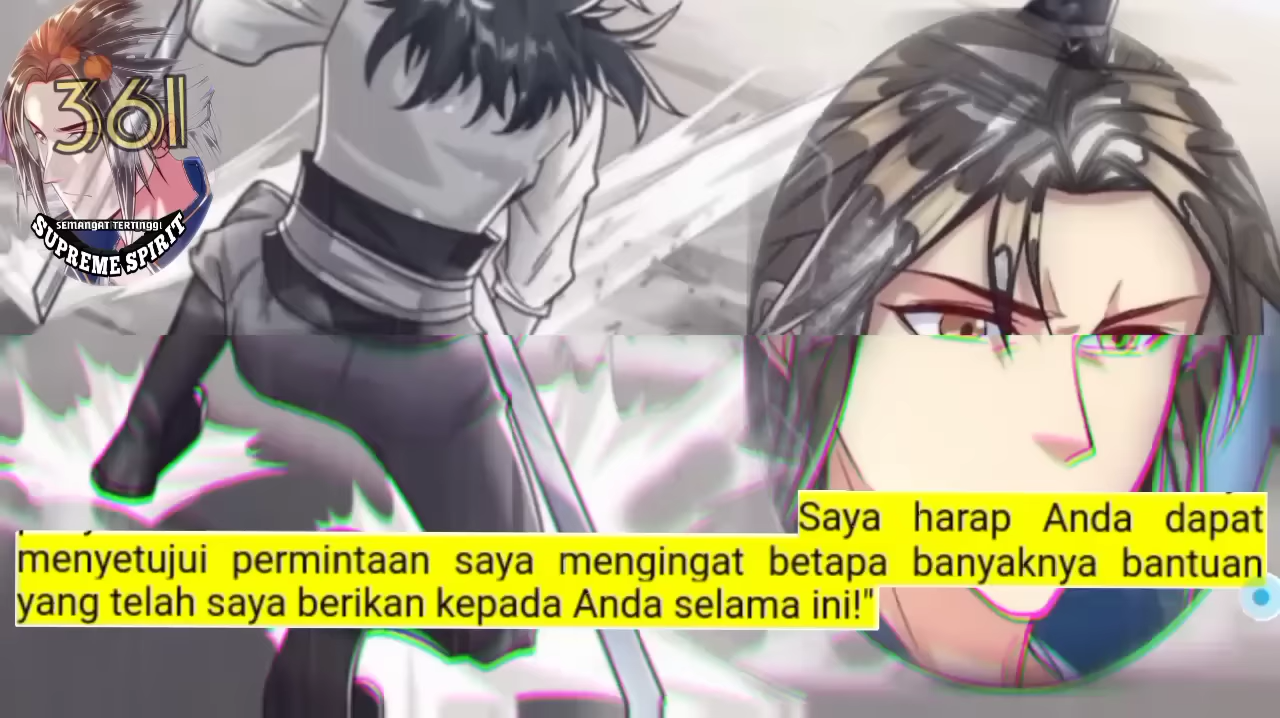 361
SEMANGAT TERTINGGI
SUPREME SPIRIT
Saya harap Anda dapat
menyetujui permintaan saya mengingat betapa banyaknya bantuan
yang telah saya berikan kepada Anda selama ini!"